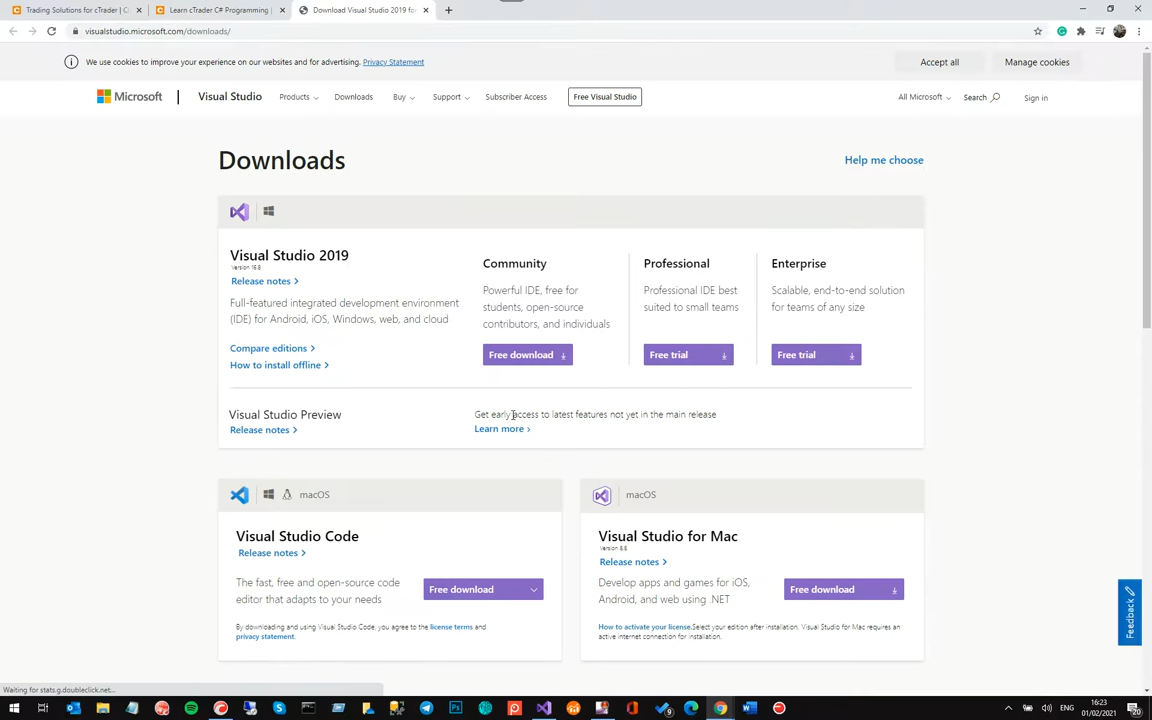 Trading Solutions for cTrader | Cl
Learn cTrader C# Programming |
Download Visual Studio 2019 fo
visualstudio.microsoft.com/downloads/
We use cookies to improve your experience on our websites and for advertising. Privacy Statement
Accept all
Manage cookies
Microsoft
Visual Studio
Products
Downloads
Buy
Support
Subscriber Access
Free Visual Studio
All Microsoft
Search
Sign in
Downloads
Help me choose
Visual Studio 2019
Version 16.8
Release notes
Full-featured integrated development environment
(IDE) for Android, iOS, Windows, web, and cloud
Compare editions
How to install offline
Community
Powerful IDE, free for
students, open-source
contributors, and individuals
Free download
Professional
Professional IDE best
suited to small teams
Free trial
Enterprise
Scalable, end-to-end solution
for teams of any size
Free trial
Visual Studio Preview
Release notes
Get early access to latest features not yet in the main release
Learn more
macOS
Visual Studio Code
Release notes
The fast, free and open-source code
editor that adapts to your needs
Free download
By downloading and using Visual Studio Code, you agree to the license terms and
privacy statement.
macOS
Visual Studio for Mac
Version 8.8
Release notes
Develop apps and games for iOS,
Android, and web using .NET
Free download
How to activate your license.Select your edition after installation. Visual Studio for Mac requires an
active internet connection for installation.
Feedback
Waiting for stats.g.doubleclick.net...
ENG
16:23
01/02/2021